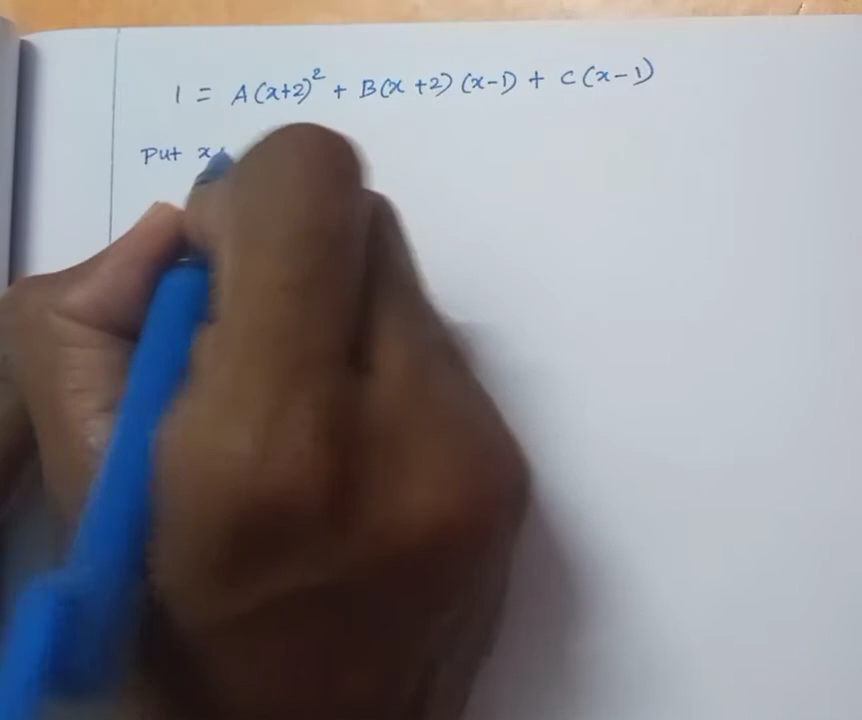 1 = A(x+2)² + B(x+2)(x-1) + C(x-1)
Put x